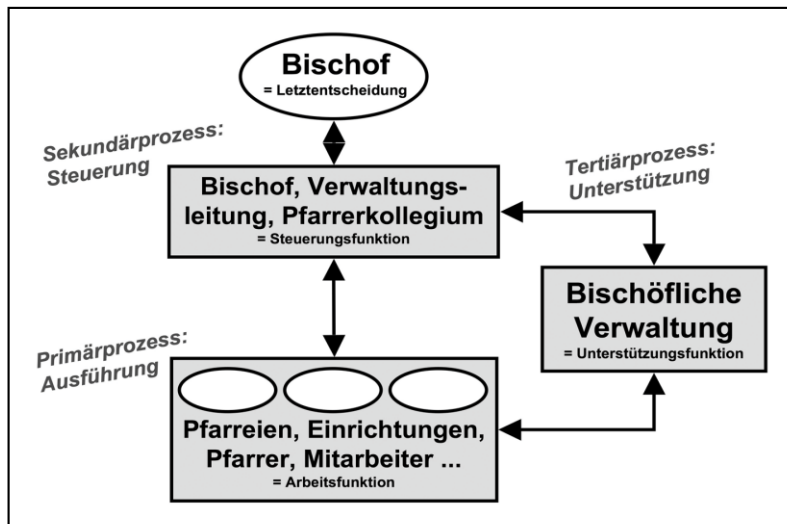 Bischof
= Letztentscheidung
Sekundärprozess:
Steuerung
Bischof, Verwaltungs-
leitung, Pfarrerkollegium
= Steuerungsfunktion
Tertiärprozess:
Unterstützung
Bischöfliche
Verwaltung
= Unterstützungsfunktion
Primärprozess:
Ausführung
Pfarreien, Einrichtungen,
Pfarrer, Mitarbeiter ...
= Arbeitsfunktion